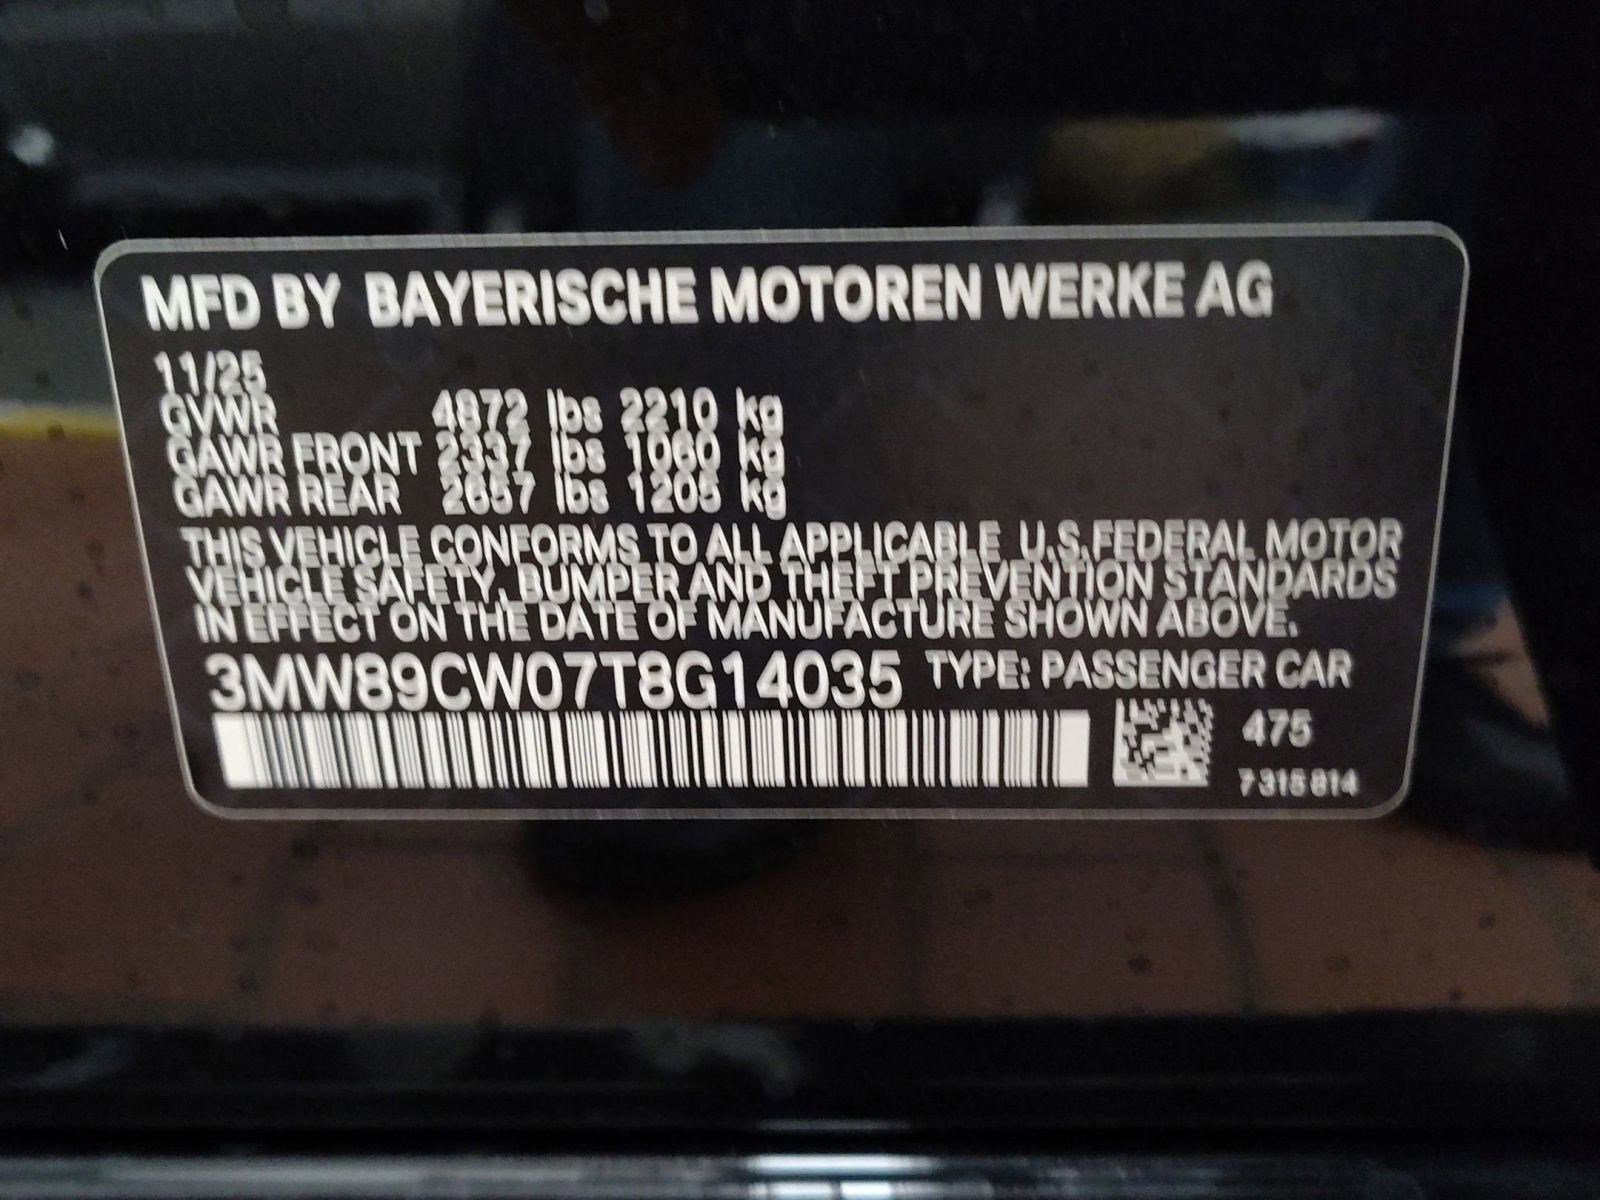 MFD BY BAYERISCHE MOTOREN WERKE AG
11/25
GVWR 4872 lbs 2210 kg
GAWR FRONT 2337 lbs 1060 kg
GAWR REAR 2657 lbs 1205 kg
THIS VEHICLE CONFORMS TO ALL APPLICABLE U.S.FEDERAL MOTOR
VEHICLE SAFETY, BUMPER AND THEFT PREVENTION STANDARDS
IN EFFECT ON THE DATE OF MANUFACTURE SHOWN ABOVE.
3MW89CW07T8G14035 TYPE: PASSENGER CAR
475
7 315 814